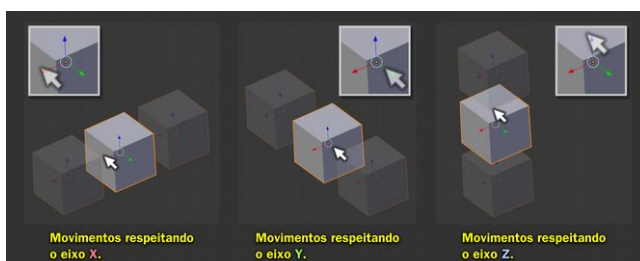 Movimentos respeitando
o eixo X.
Movimentos respeitando
o eixo Y.
Movimentos respeitando
o eixo Z.